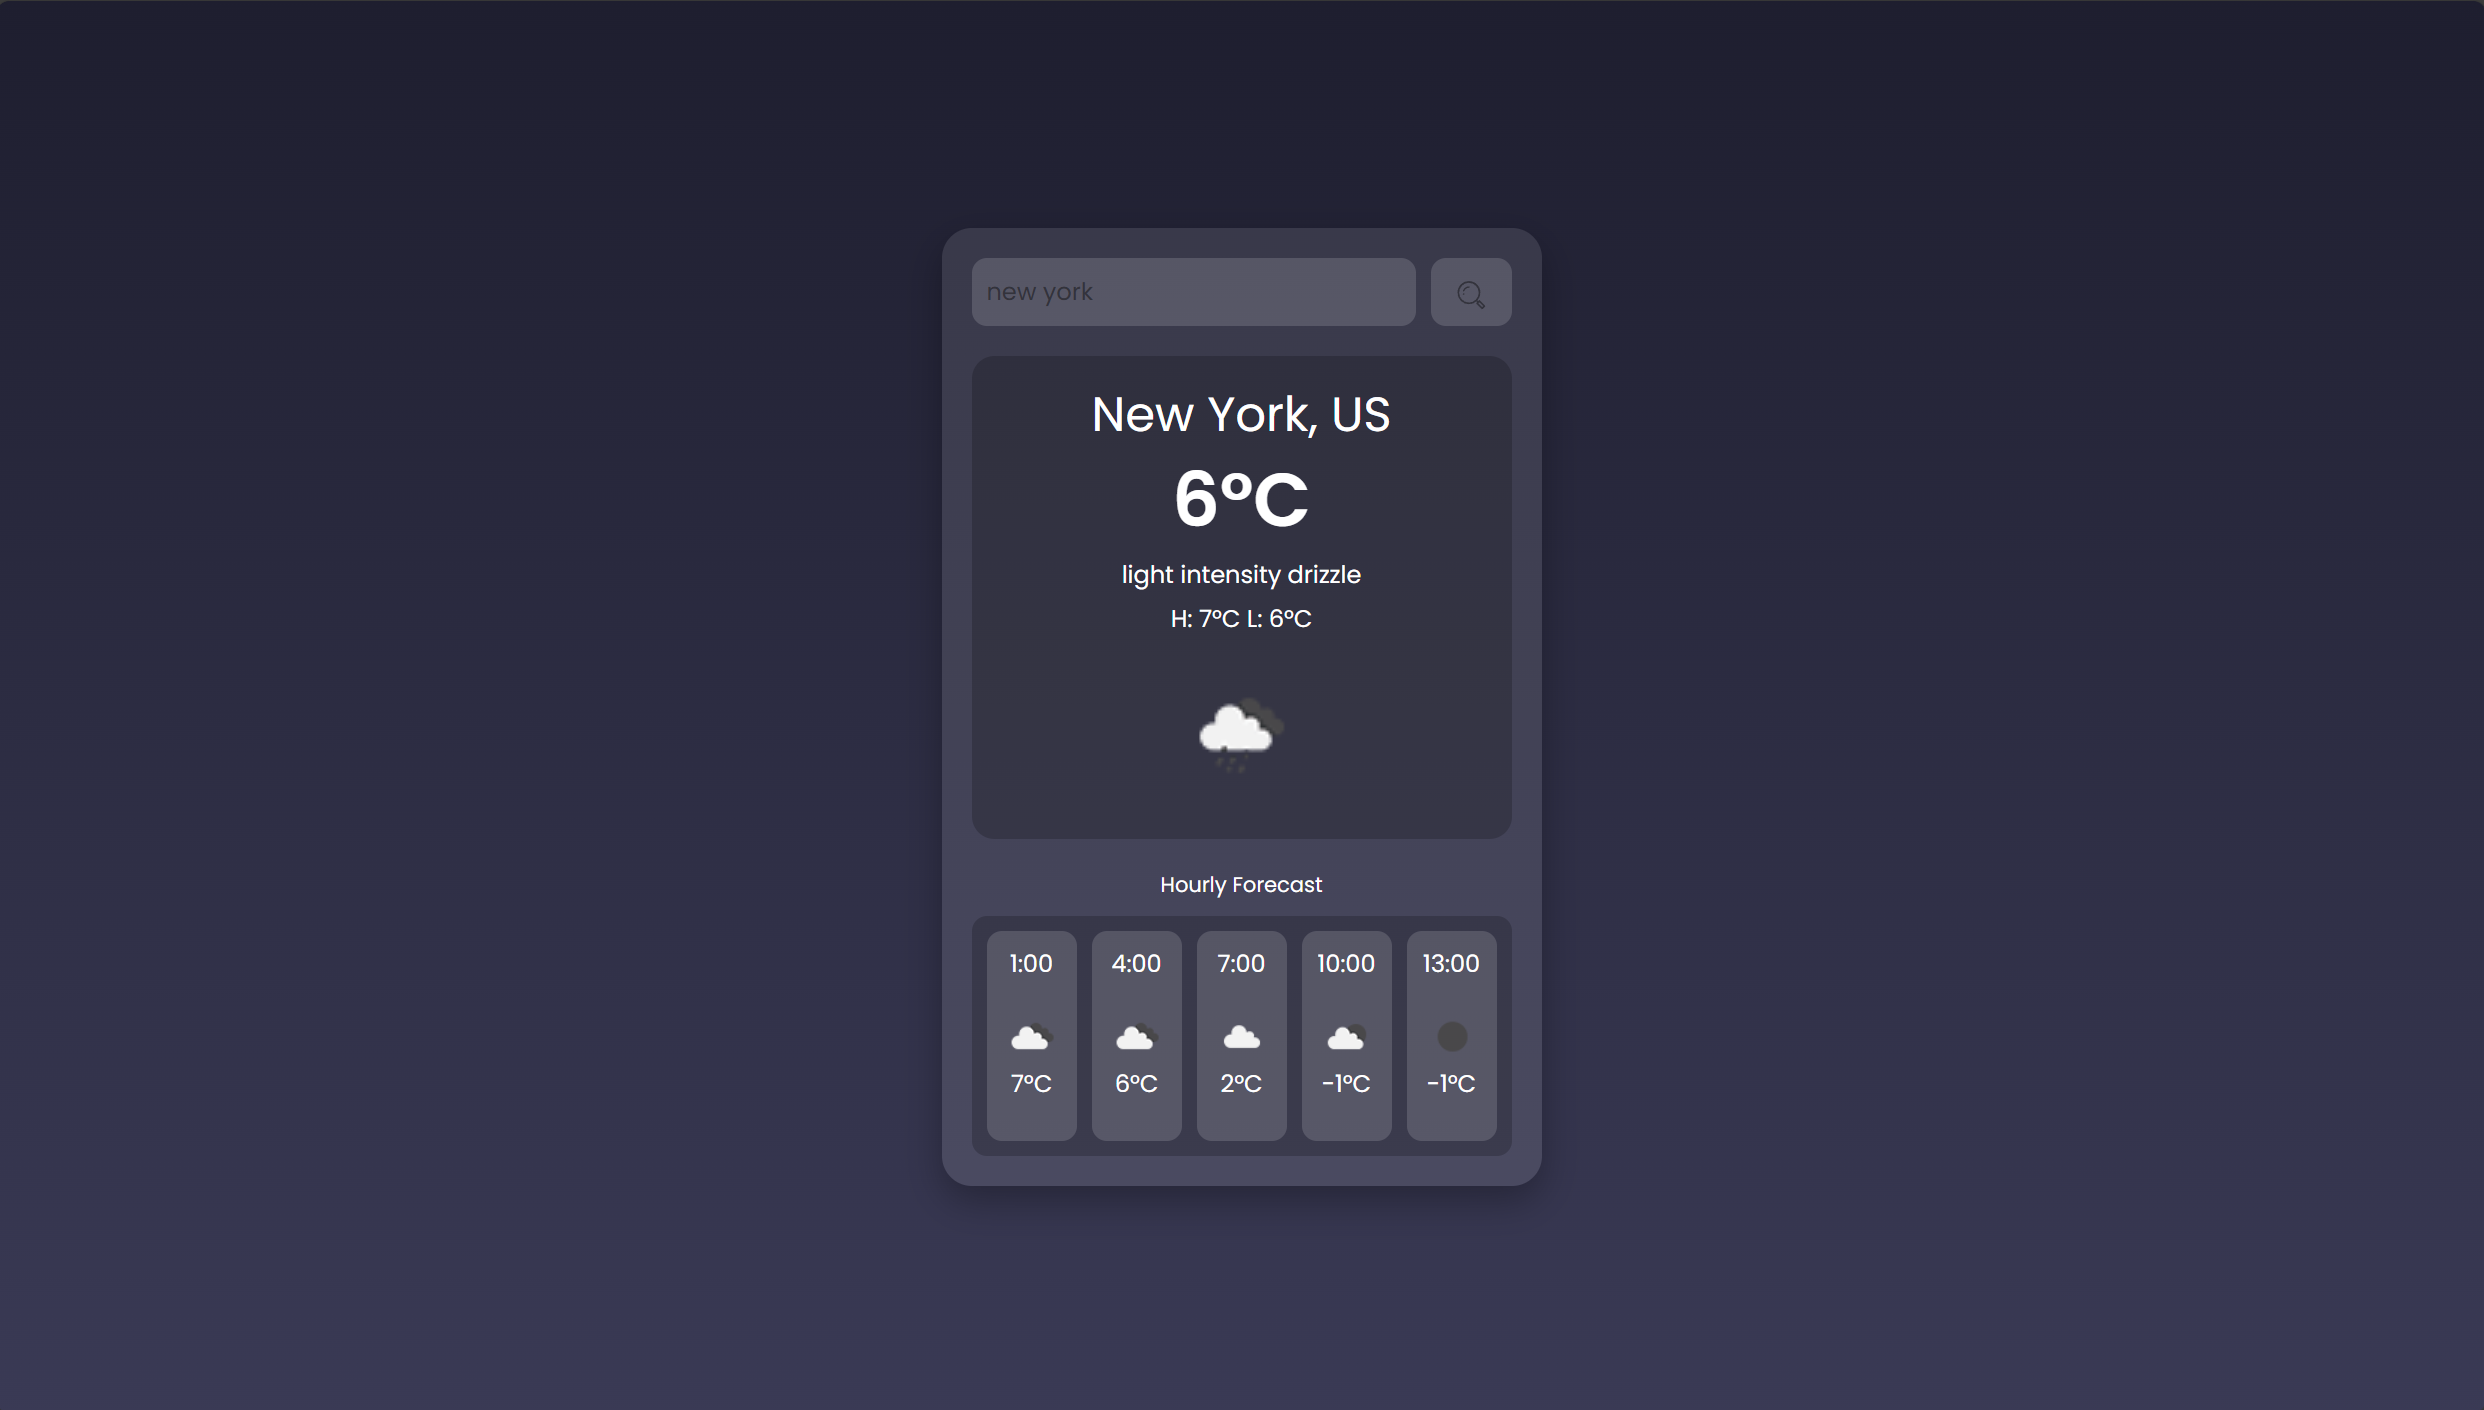 new york
New York, US
6°C
light intensity drizzle
H: 7°C L: 6°C
Hourly Forecast
1:00 4:00 7:00 10:00 13:00
7°C 6°C 2°C -1°C -1°C